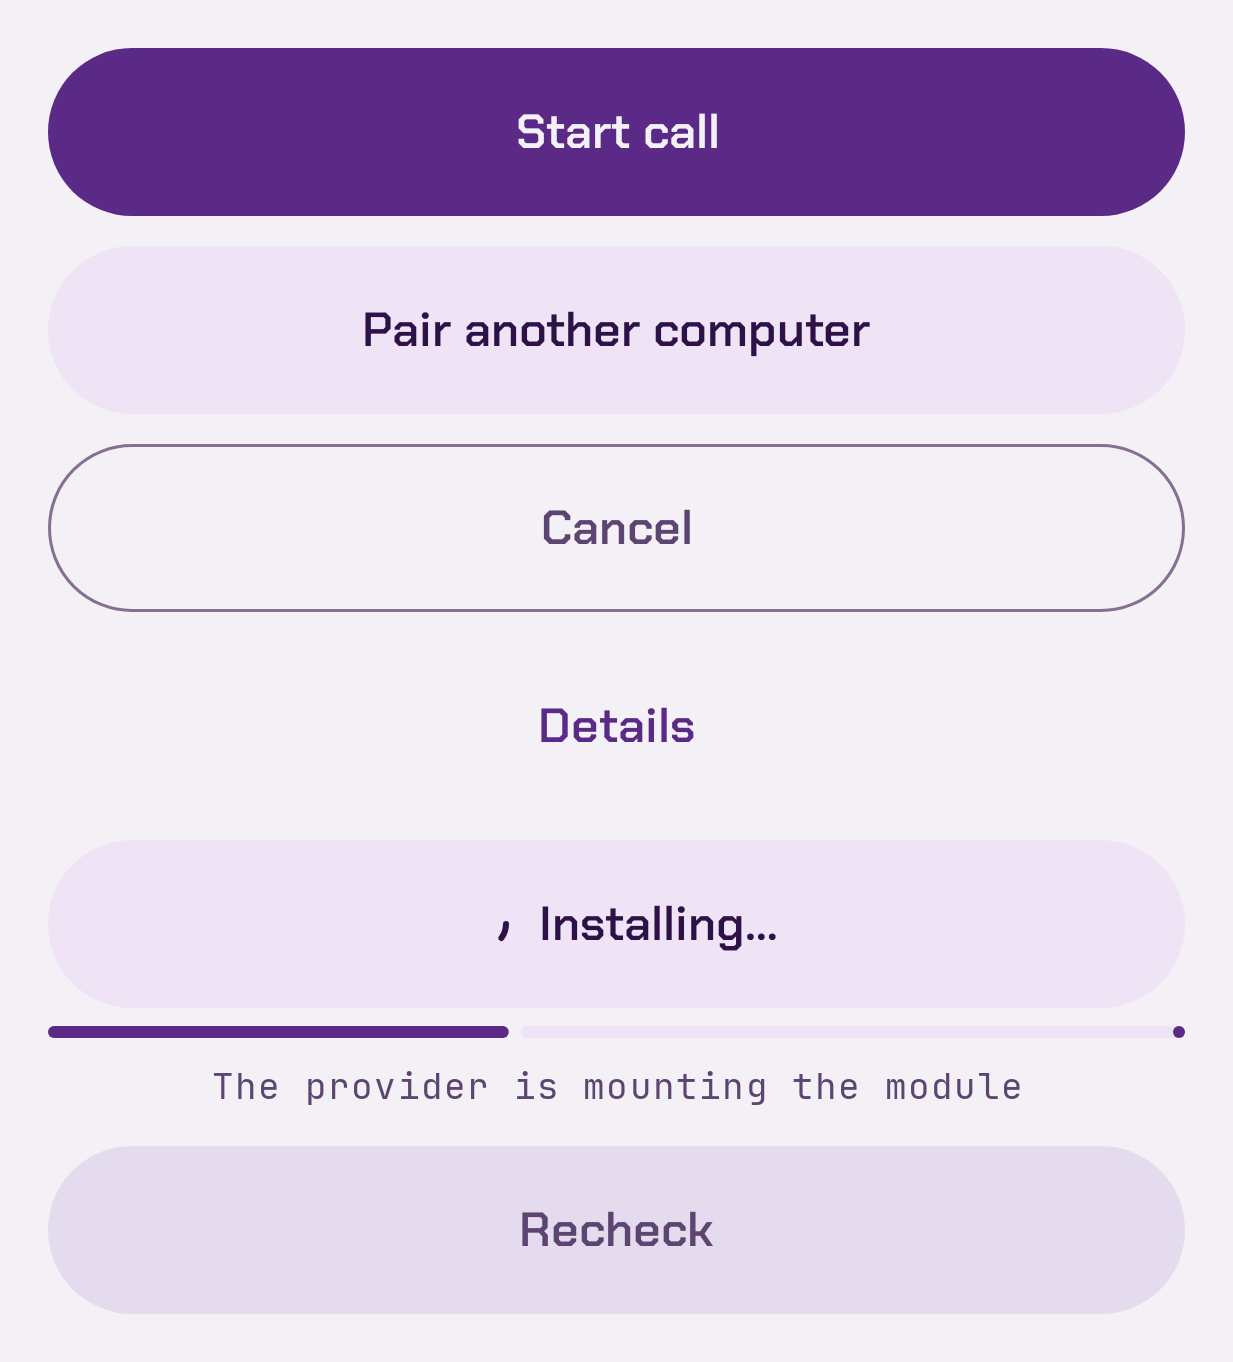 Start call
Pair another computer
Cancel
Details
Installing...
The provider is mounting the module
Recheck